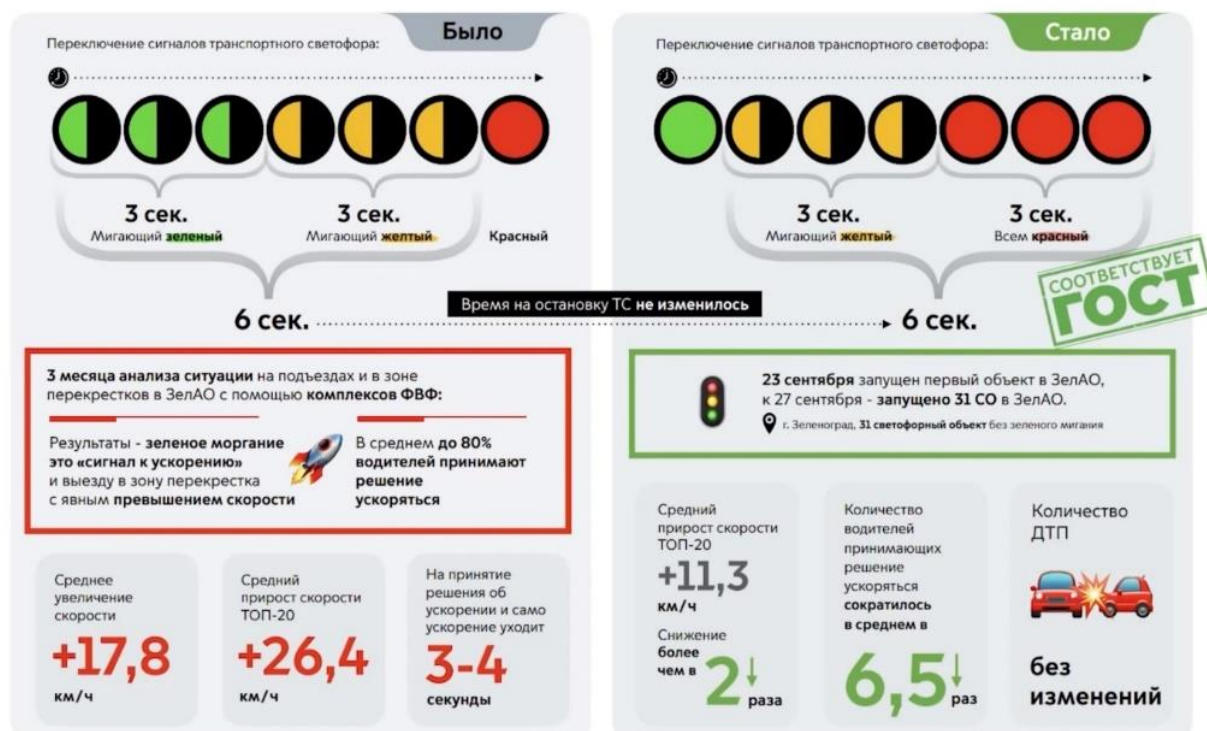 Было
Переключение сигналов транспортного светофора:
3 сек.
Мигающий зеленый
3 сек.
Мигающий желтый
Красный
6 сек.
3 месяца анализа ситуации на подъездах и в зоне
перекрестков в ЗелАО с помощью комплексов ФВФ:
Результаты - зеленое моргание
это «сигнал к ускорению»
и выезду в зону перекрестка
с явным превышением скорости
В среднем до 80%
водителей принимают
решение
ускоряться
Среднее
увеличение
скорости
+17,8
км/ч
Средний
прирост скорости
ТОП-20
+26,4
км/ч
На принятие
решения об
ускорении и само
ускорение уходит
3-4
секунды
Время на остановку ТС не изменилось
Стало
Переключение сигналов транспортного светофора:
3 сек.
Мигающий желтый
3 сек.
Всем красный
6 сек.
СООТВЕТСТВУЕТ
ГОСТ
23 сентября запущен первый объект в ЗелАО,
к 27 сентября - запущено 31 СО в ЗелАО.
г. Зеленоград, 31 светофорный объект без зеленого мигания
Средний
прирост скорости
ТОП-20
+11,3
км/ч
Снижение
более
чем в
2
раза
Количество
водителей
принимающих
решение
ускоряться
сократилось
в среднем в
6,5
раз
Количество
ДТП
без
изменений